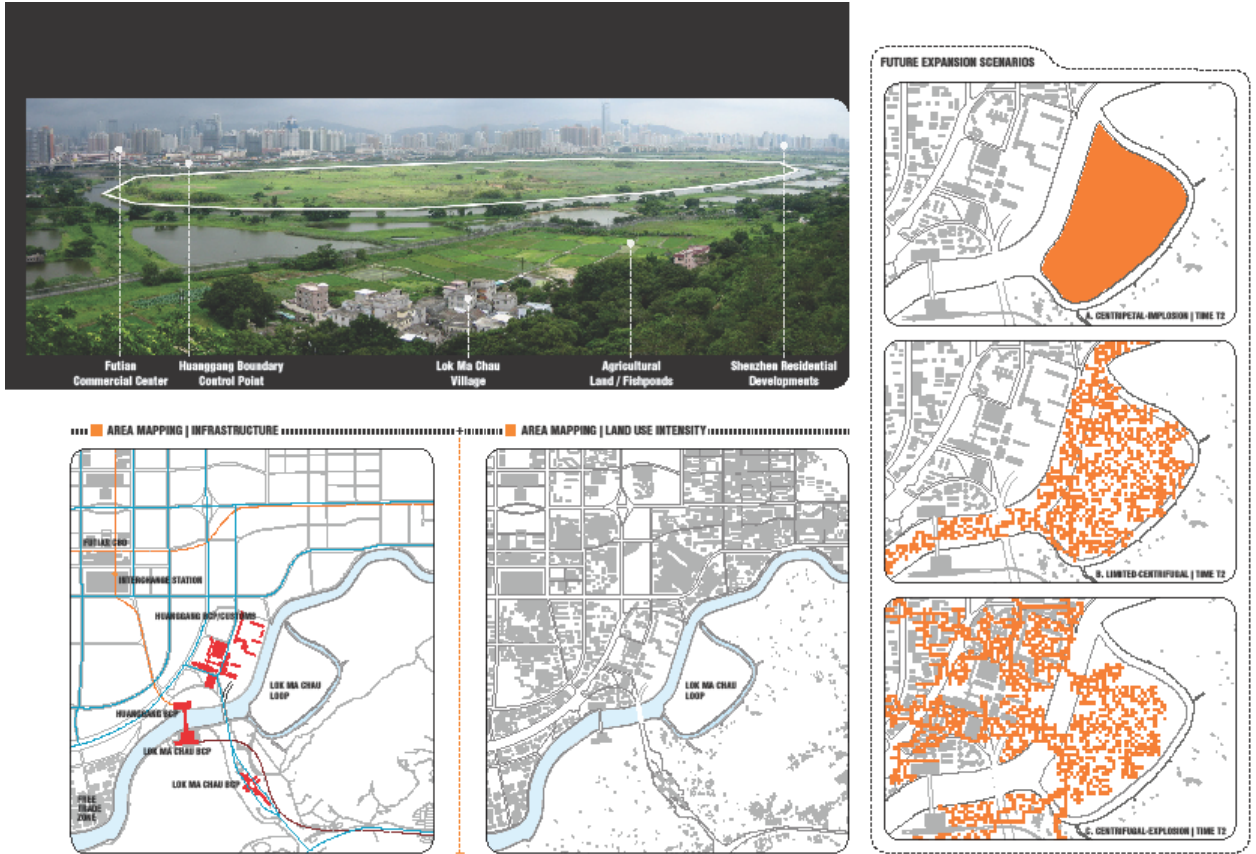 FUTURE EXPANSION SCENARIOS
A. CENTRIPETAL-IMPLOSION | TIME T2
B. LIMITED-CENTRIFUGAL | TIME T2
C. CENTRIFUGAL-EXPLOSION | TIME T2
Futian
Commercial Center
Huanggang Boundary
Control Point
Lok Ma Chau
Village
Agricultural
Land / Fishponds
Shenzhen Residential
Developments
AREA MAPPING | INFRASTRUCTURE
AREA MAPPING | LAND USE INTENSITY
FUTIAN CBD
INTERCHANGE STATION
HUANGGANG BCP/CUSTOMS
LOK MA CHAU
LOOP
HUANGGANG BCP
LOK MA CHAU BCP
LOK MA CHAU BCP
FREE
TRADE
ZONE
LOK MA CHAU
LOOP